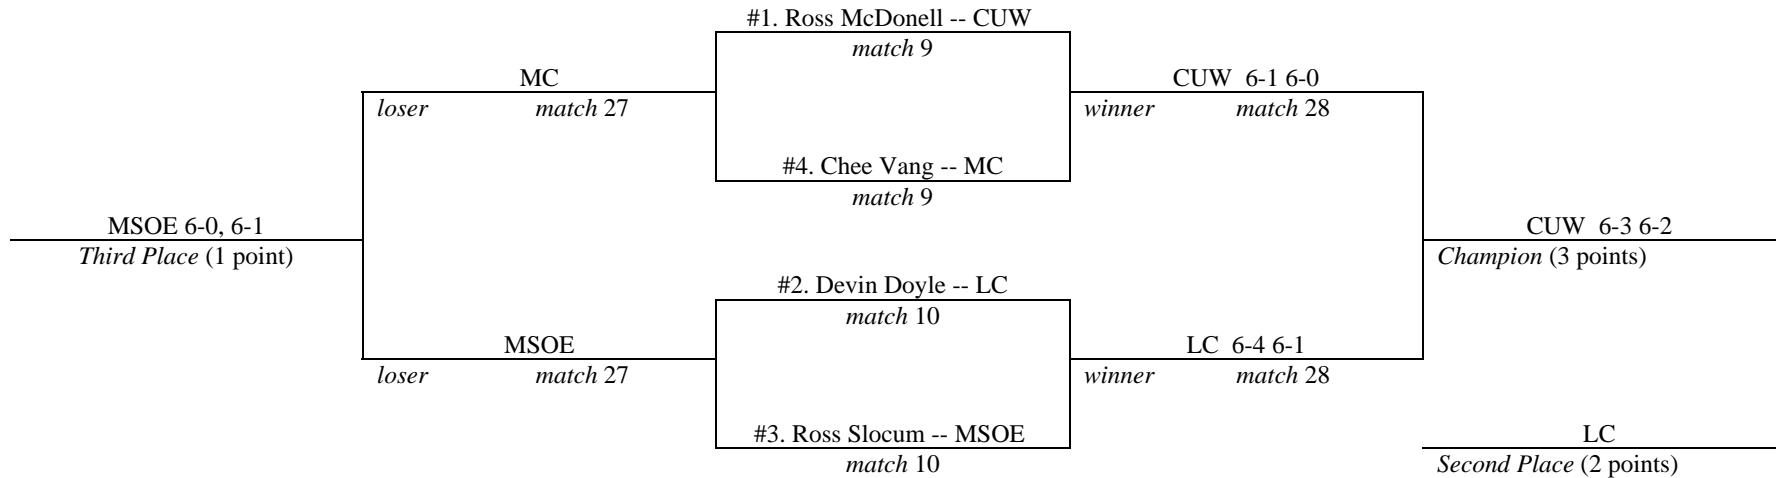 #1. Ross McDonell -- CUW
match 9
MC
CUW 6-1 6-0
loser match 27
winner match 28
#4. Chee Vang -- MC
match 9
MSOE 6-0, 6-1
CUW 6-3 6-2
Third Place (1 point)
Champion (3 points)
#2. Devin Doyle -- LC
match 10
MSOE
LC 6-4 6-1
loser match 27
winner match 28
#3. Ross Slocum -- MSOE
LC
match 10
Second Place (2 points)